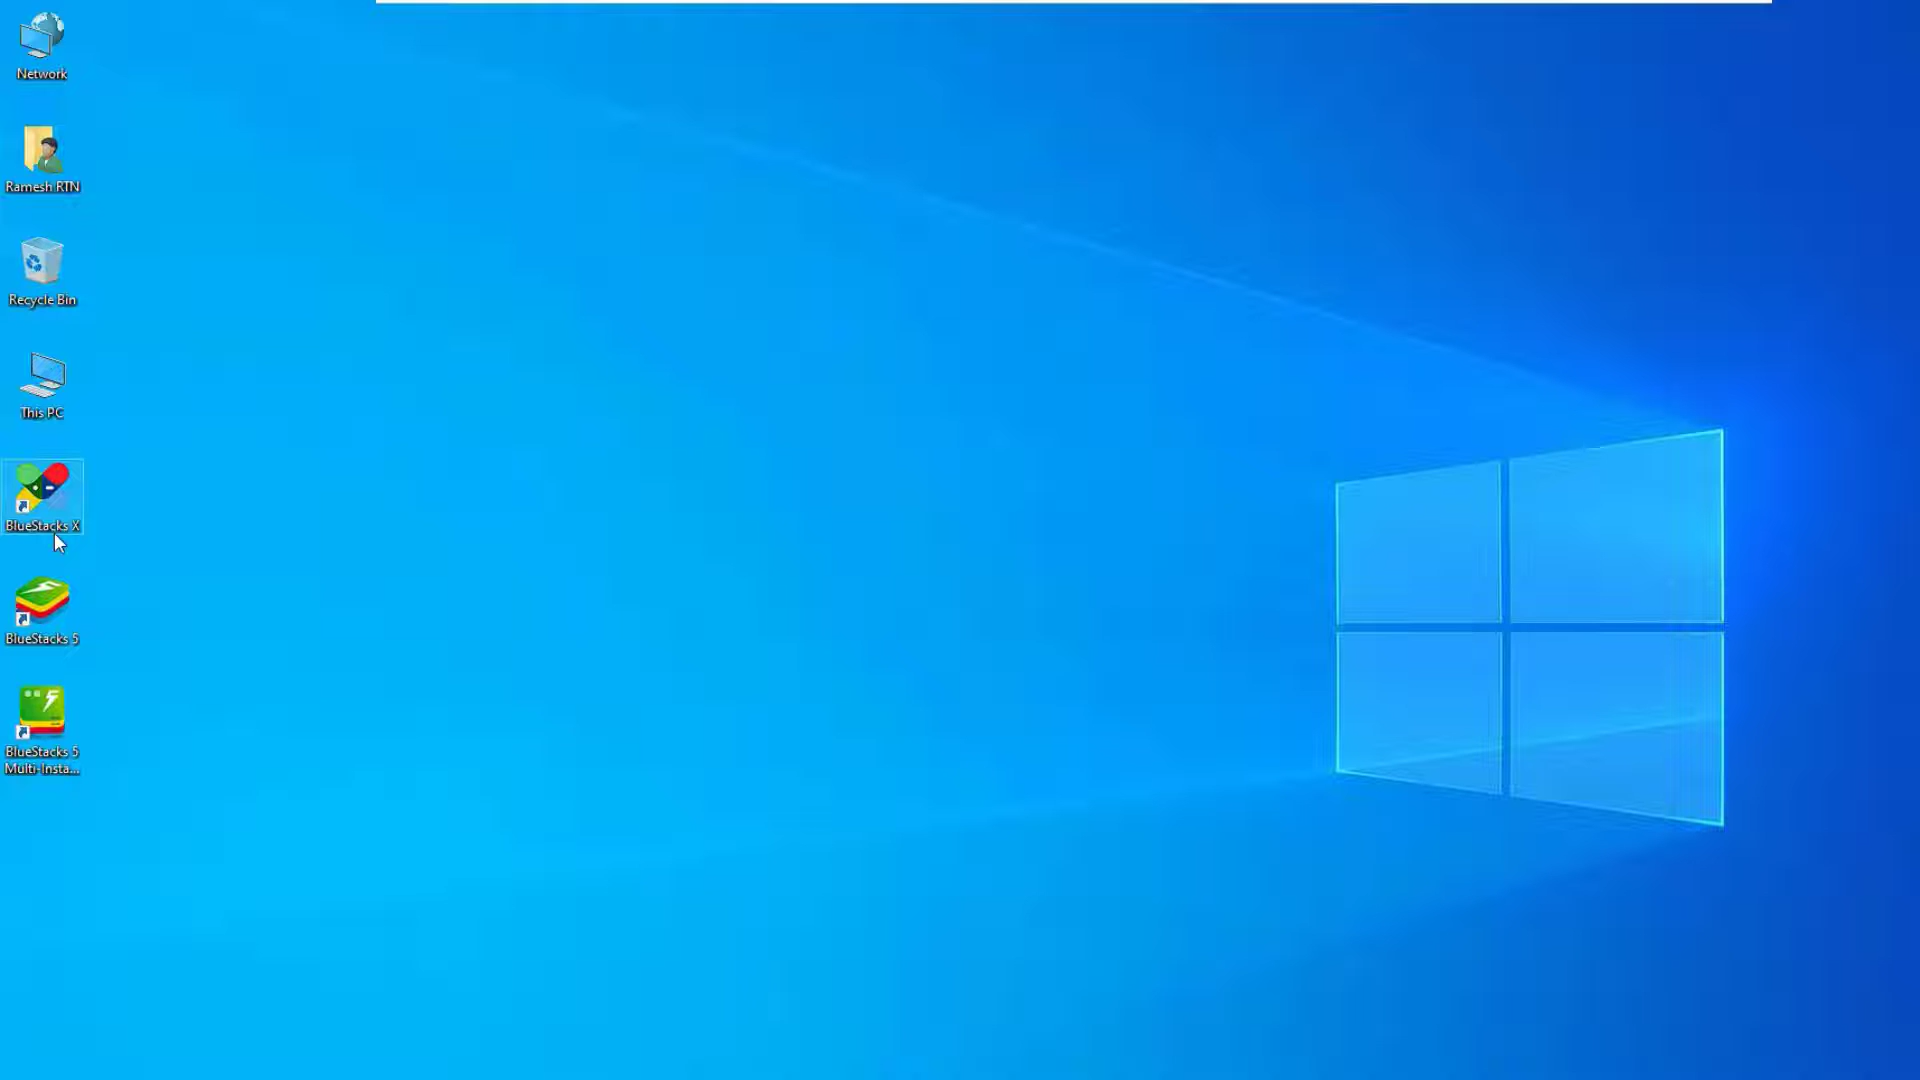 Network
Ramesh RTN
Recycle Bin
This PC
BlueStacks X
BlueStacks 5
BlueStacks 5
Multi-Insta...